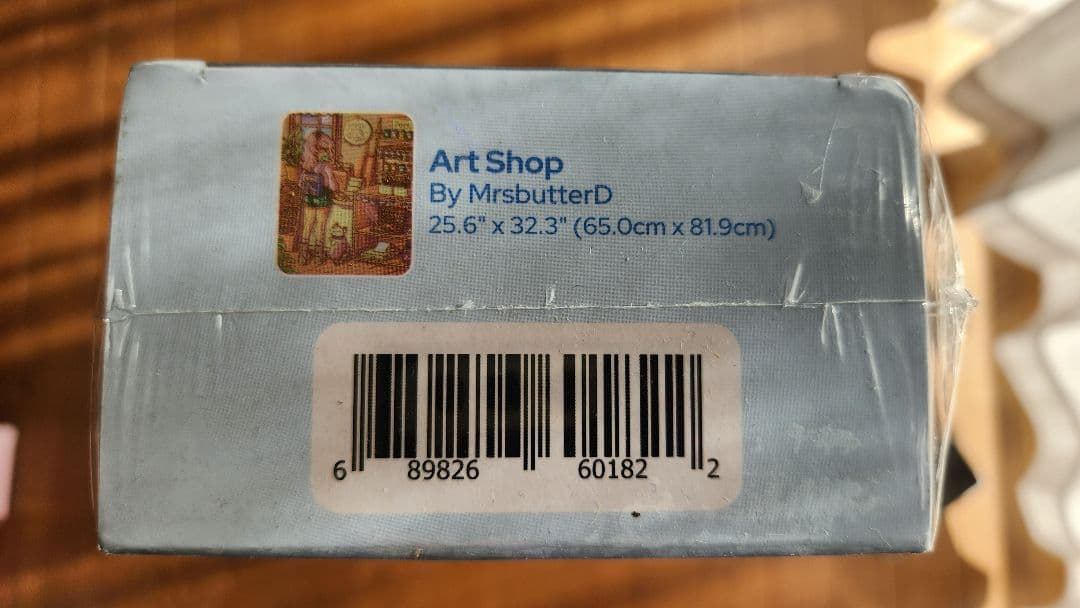 Art Shop
By MrsbutterD
25.6" x 32.3" (65.0cm x 81.9cm)
6 89826 60182 2